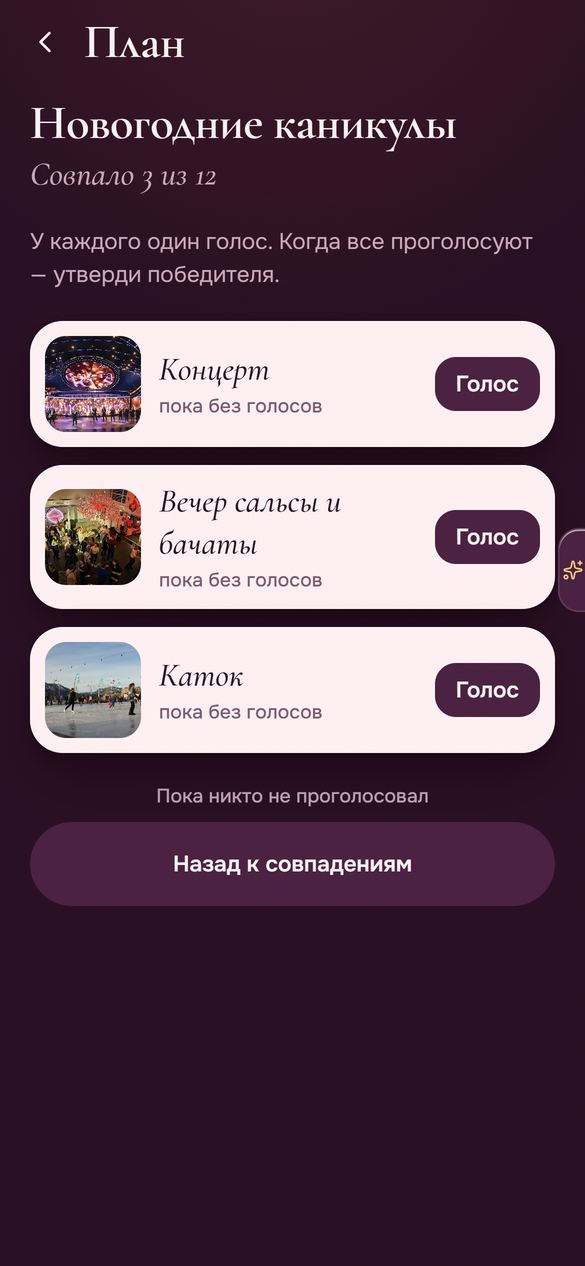 План
Новогодние каникулы
Совпало 3 из 12
У каждого один голос. Когда все проголосуют
— утверди победителя.
Концерт
пока без голосов
Голос
Вечер сальсы и
бачаты
пока без голосов
Голос
Каток
пока без голосов
Голос
Пока никто не проголосовал
Назад к совпадениям